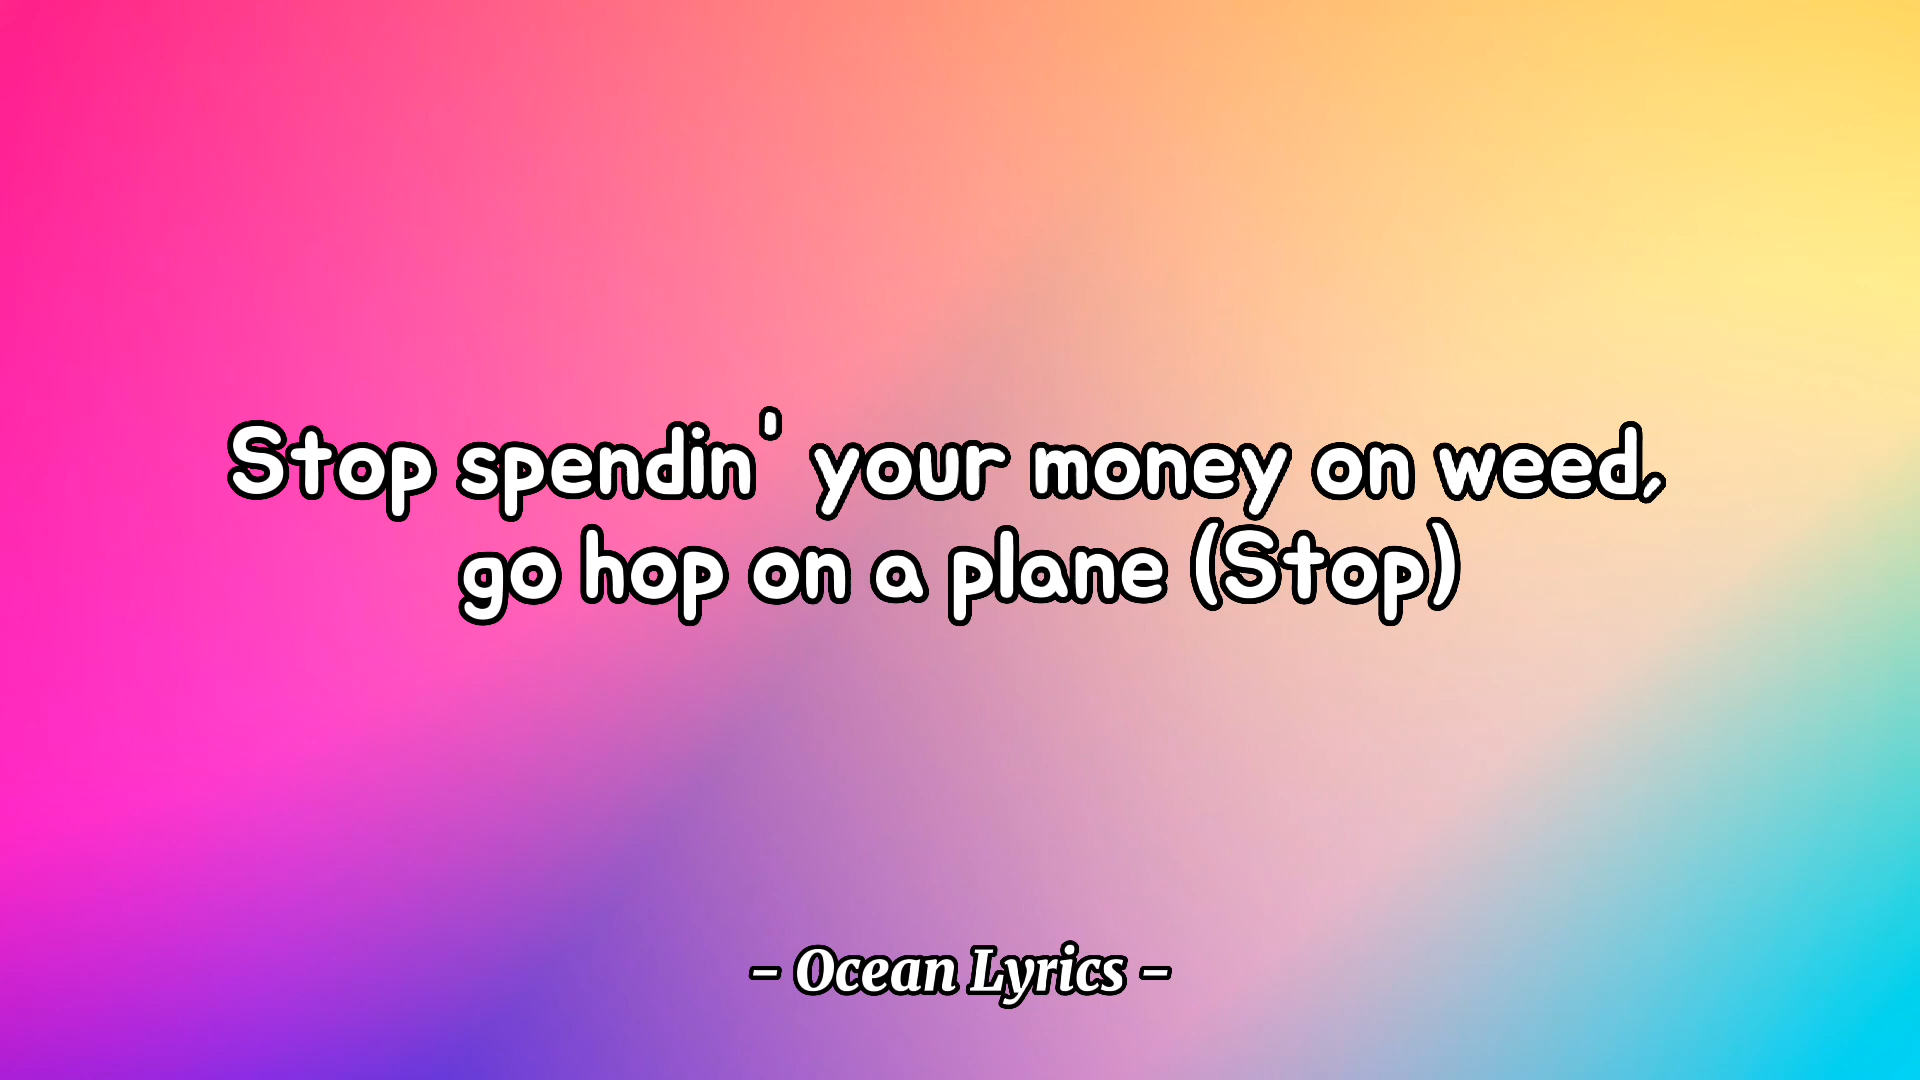 Stop spendin' your money on weed,
go hop on a plane (Stop)
- Ocean Lyrics -